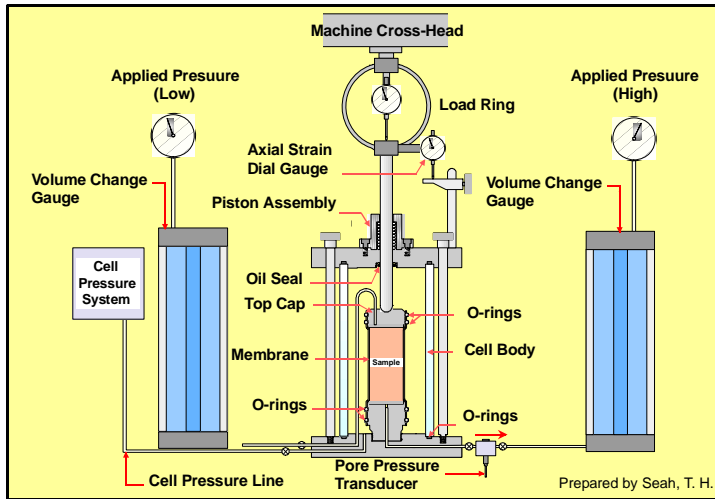 Machine Cross-Head
Applied Presuure
(Low)
Applied Presuure
(High)
Load Ring
Axial Strain
Dial Gauge
Volume Change
Gauge
Volume Change
Gauge
Piston Assembly
Cell
Pressure
System
Oil Seal
Top Cap
O-rings
Membrane
Sample
Cell Body
O-rings
O-rings
Cell Pressure Line
Pore Pressure
Transducer
Prepared by Seah, T. H.